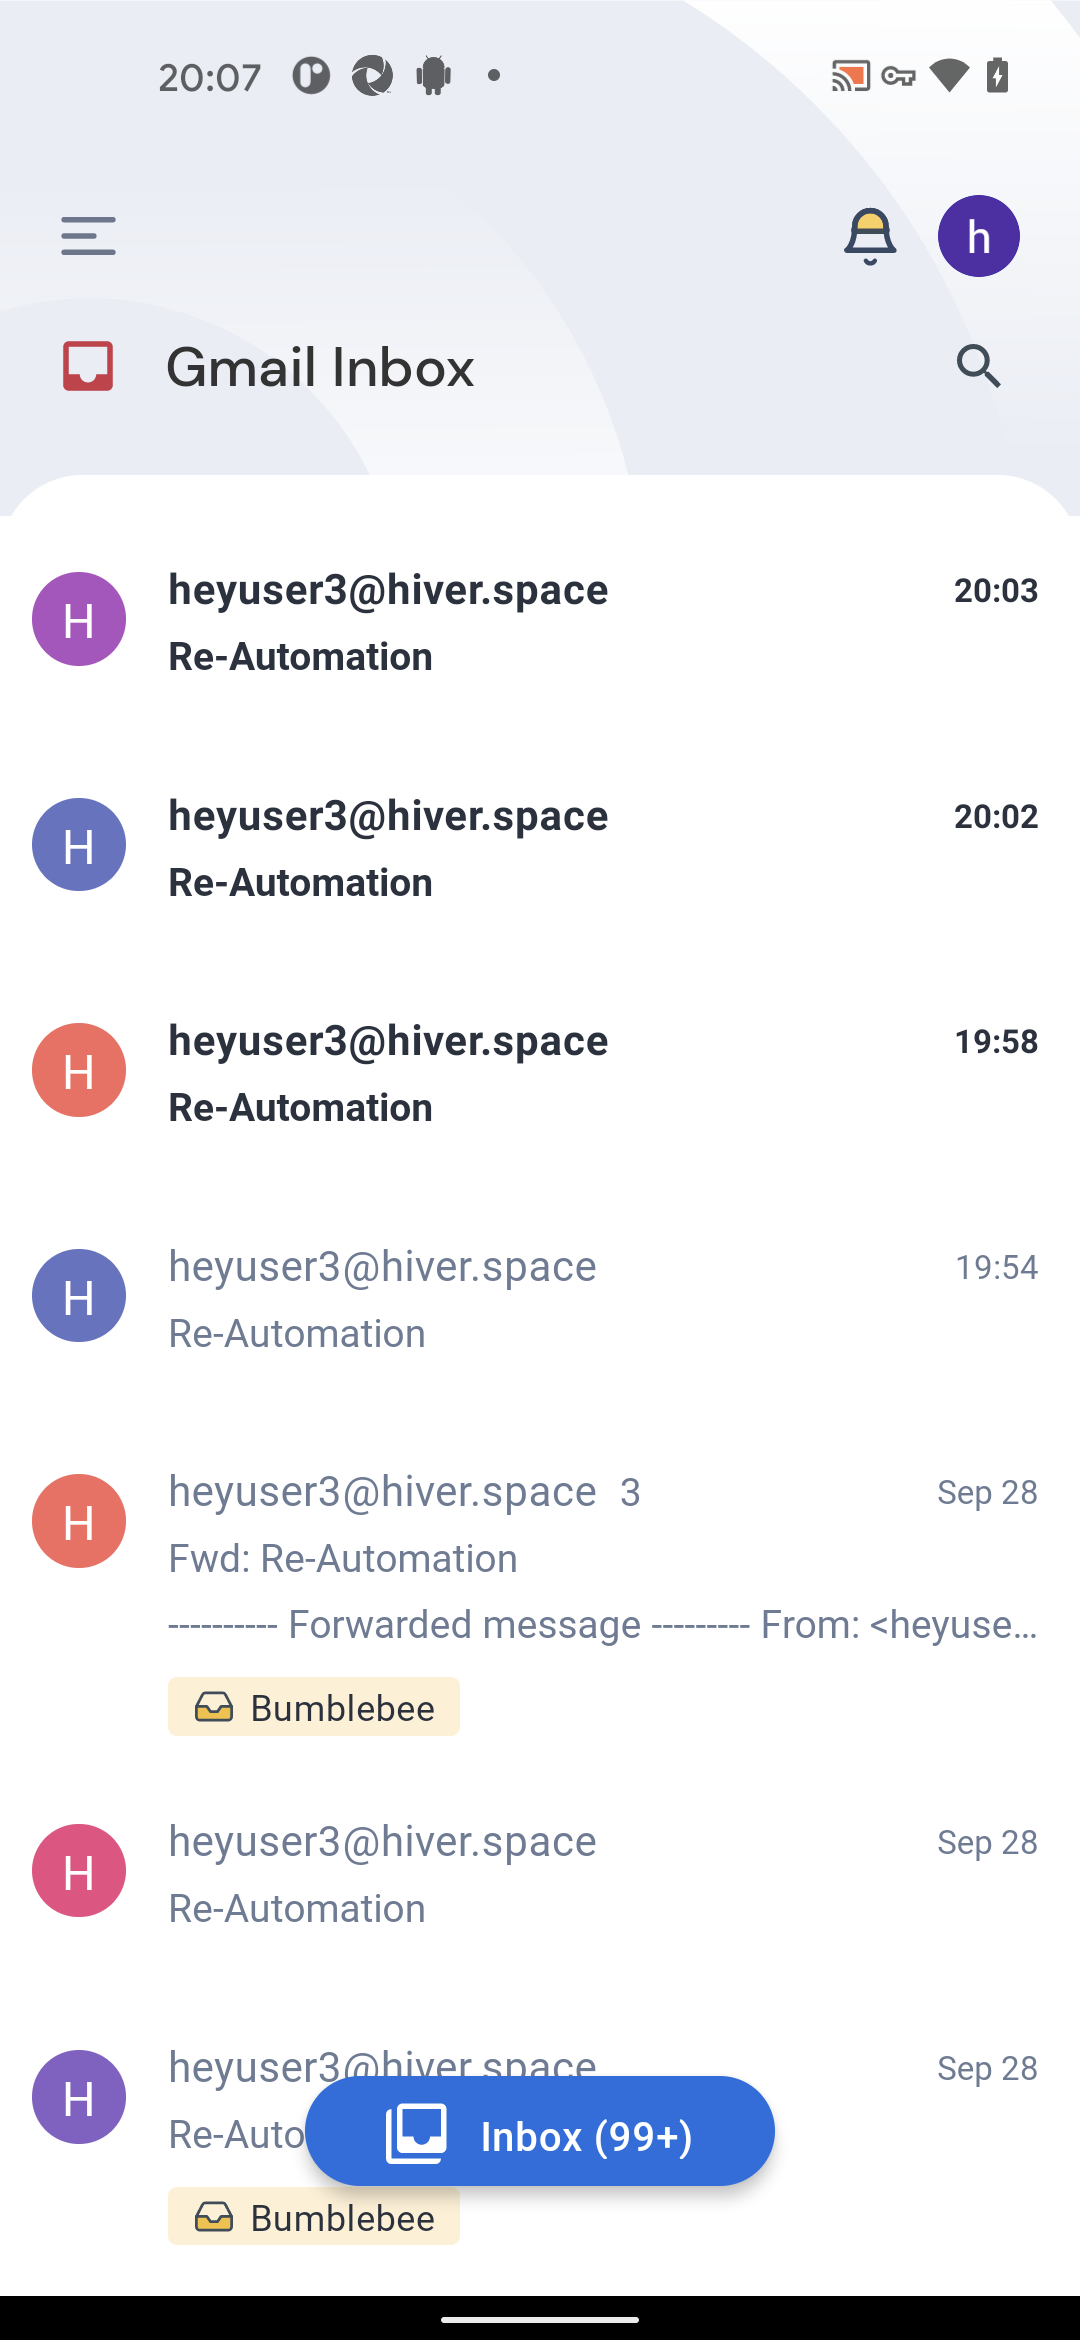 20:07
h
Gmail Inbox
H
heyuser3@hiver.space
20:03
Re-Automation
H
heyuser3@hiver.space
20:02
Re-Automation
H
heyuser3@hiver.space
19:58
Re-Automation
H
heyuser3@hiver.space
19:54
Re-Automation
H
heyuser3@hiver.space 3
Sep 28
Fwd: Re-Automation
---------- Forwarded message --------- From: <heyuse...
Bumblebee
H
heyuser3@hiver.space
Sep 28
Re-Automation
H
heyuser3@hiver.space
Sep 28
Re-Auto
Inbox (99+)
Bumblebee